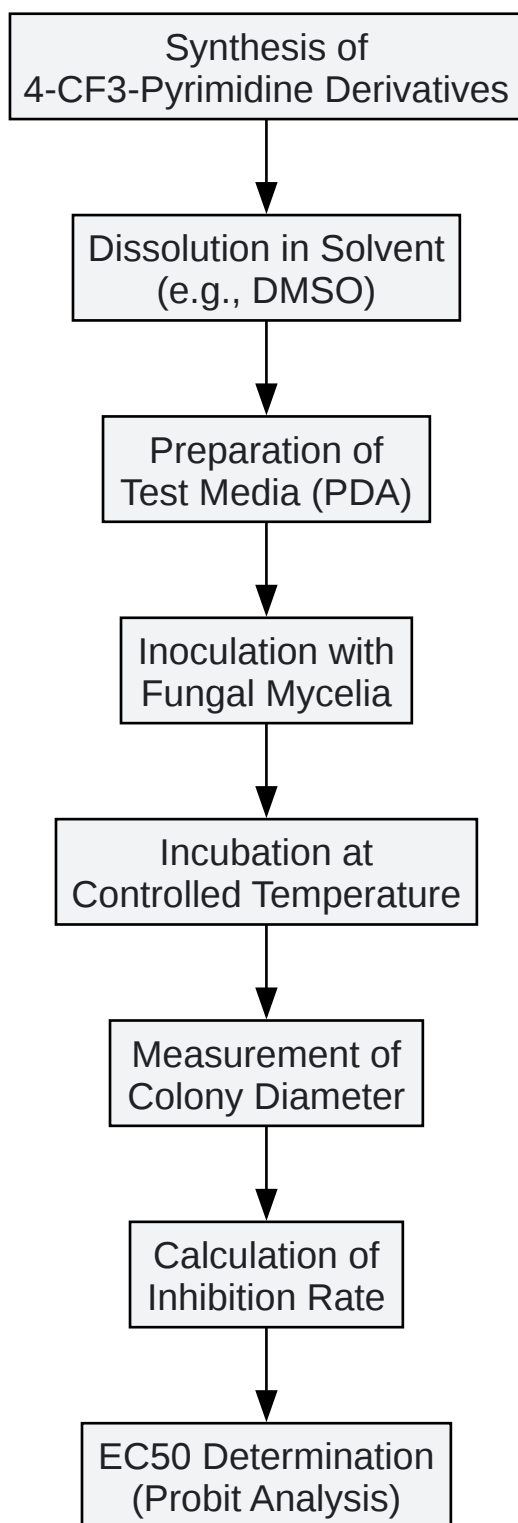 Synthesis of
4-CF3-Pyrimidine Derivatives
Dissolution in Solvent
(e.g., DMSO)
Preparation of
Test Media (PDA)
Inoculation with
Fungal Mycelia
Incubation at
Controlled Temperature
Measurement of
Colony Diameter
Calculation of
Inhibition Rate
EC50 Determination
(Probit Analysis)